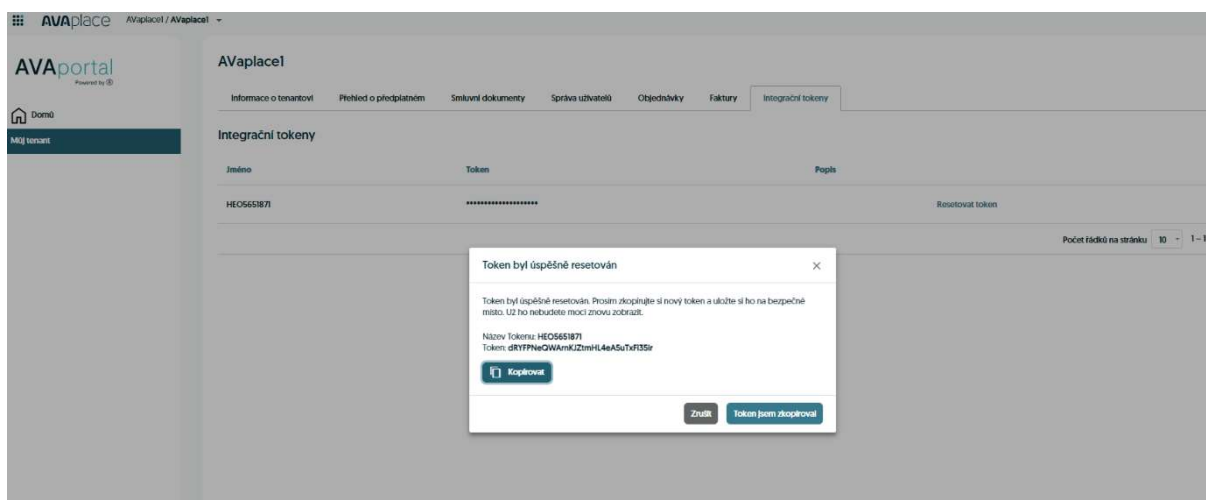 AVAplace AVaplace1 / AVaplace1
AVAportal
Powered by
Domů
Můj tenant
AVaplace1
Informace o tenantovi Přehled o předplatném Smluvní dokumenty Správa uživatelů Objednávky Faktury Integrační tokeny
Integrační tokeny
Jméno Token Popis
HEO5651871 •••••••••••••••••••• Resetovat token
Počet řádků na stránku 10 1–1
Token byl úspěšně resetován
Token byl úspěšně resetován. Prosím zkopírujte si nový token a uložte si ho na bezpečné
místo. Už ho nebudete moci znovu zobrazit.
Název Tokenu: HEO5651871
Token:
Kopírovat
Zrušit Token jsem zkopíroval